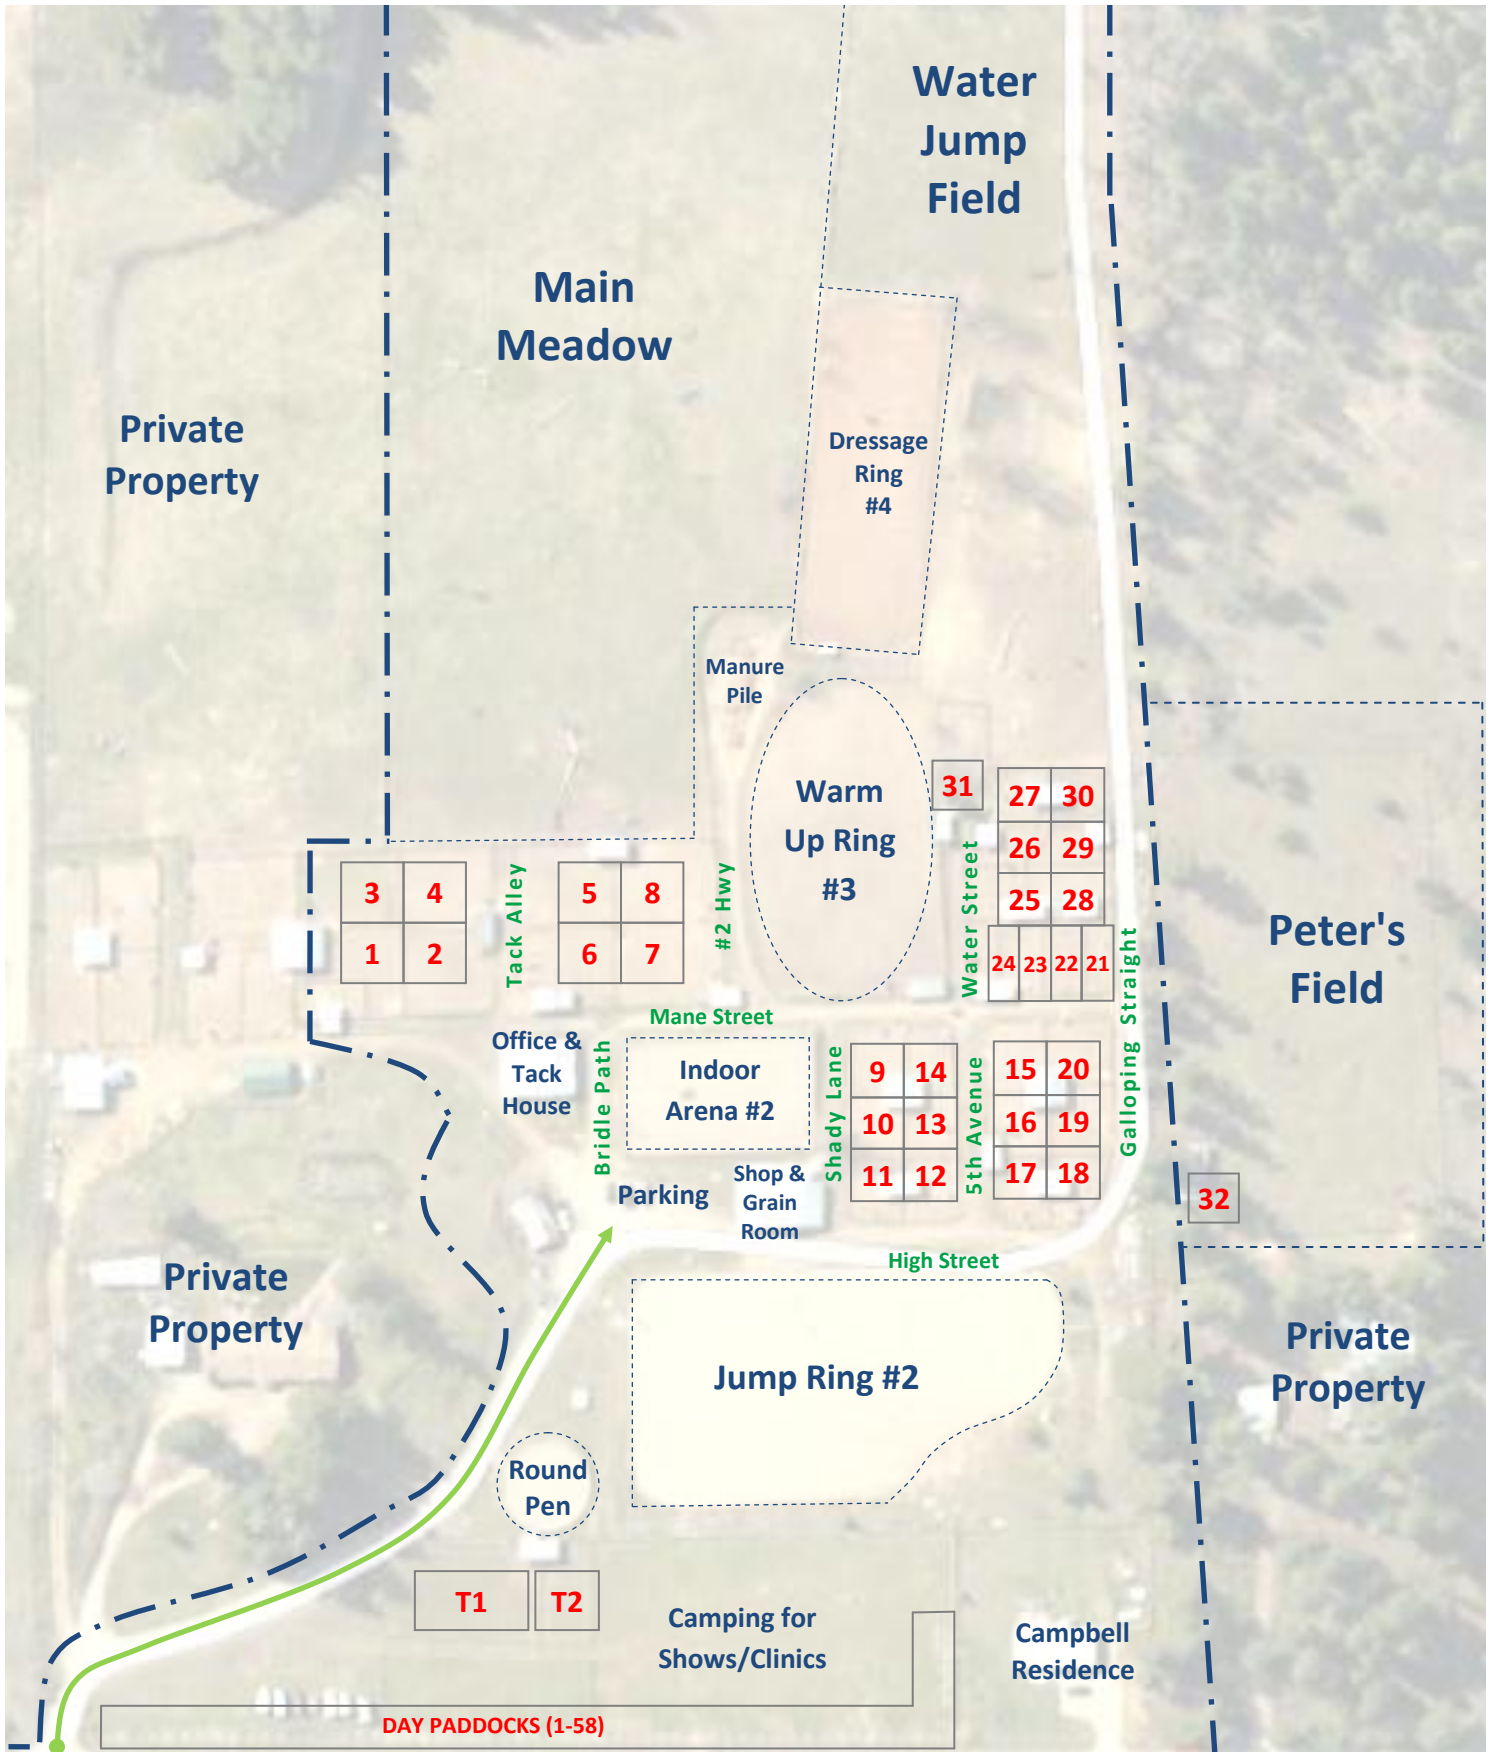 Water
Jump
Field
Main
Meadow
Private
Property
Dressage
Ring
#4
Manure
Pile
Warm
Up Ring
#3
31
27 30
26 29
25 28
24 23 22 21
Water Street
3 4
1 2
Tack Alley
5 8
6 7
#2 Hwy
Galloping Straight
Peter's
Field
Mane Street
Office &
Tack
House
Bridle Path
Indoor
Arena #2
Shady Lane
9 14
10 13
11 12
5th Avenue
15 20
16 19
17 18
Parking
Shop &
Grain
Room
32
High Street
Private
Property
Jump Ring #2
Private
Property
Round
Pen
T1 T2
Camping for
Shows/Clinics
Campbell
Residence
DAY PADDOCKS (1-58)